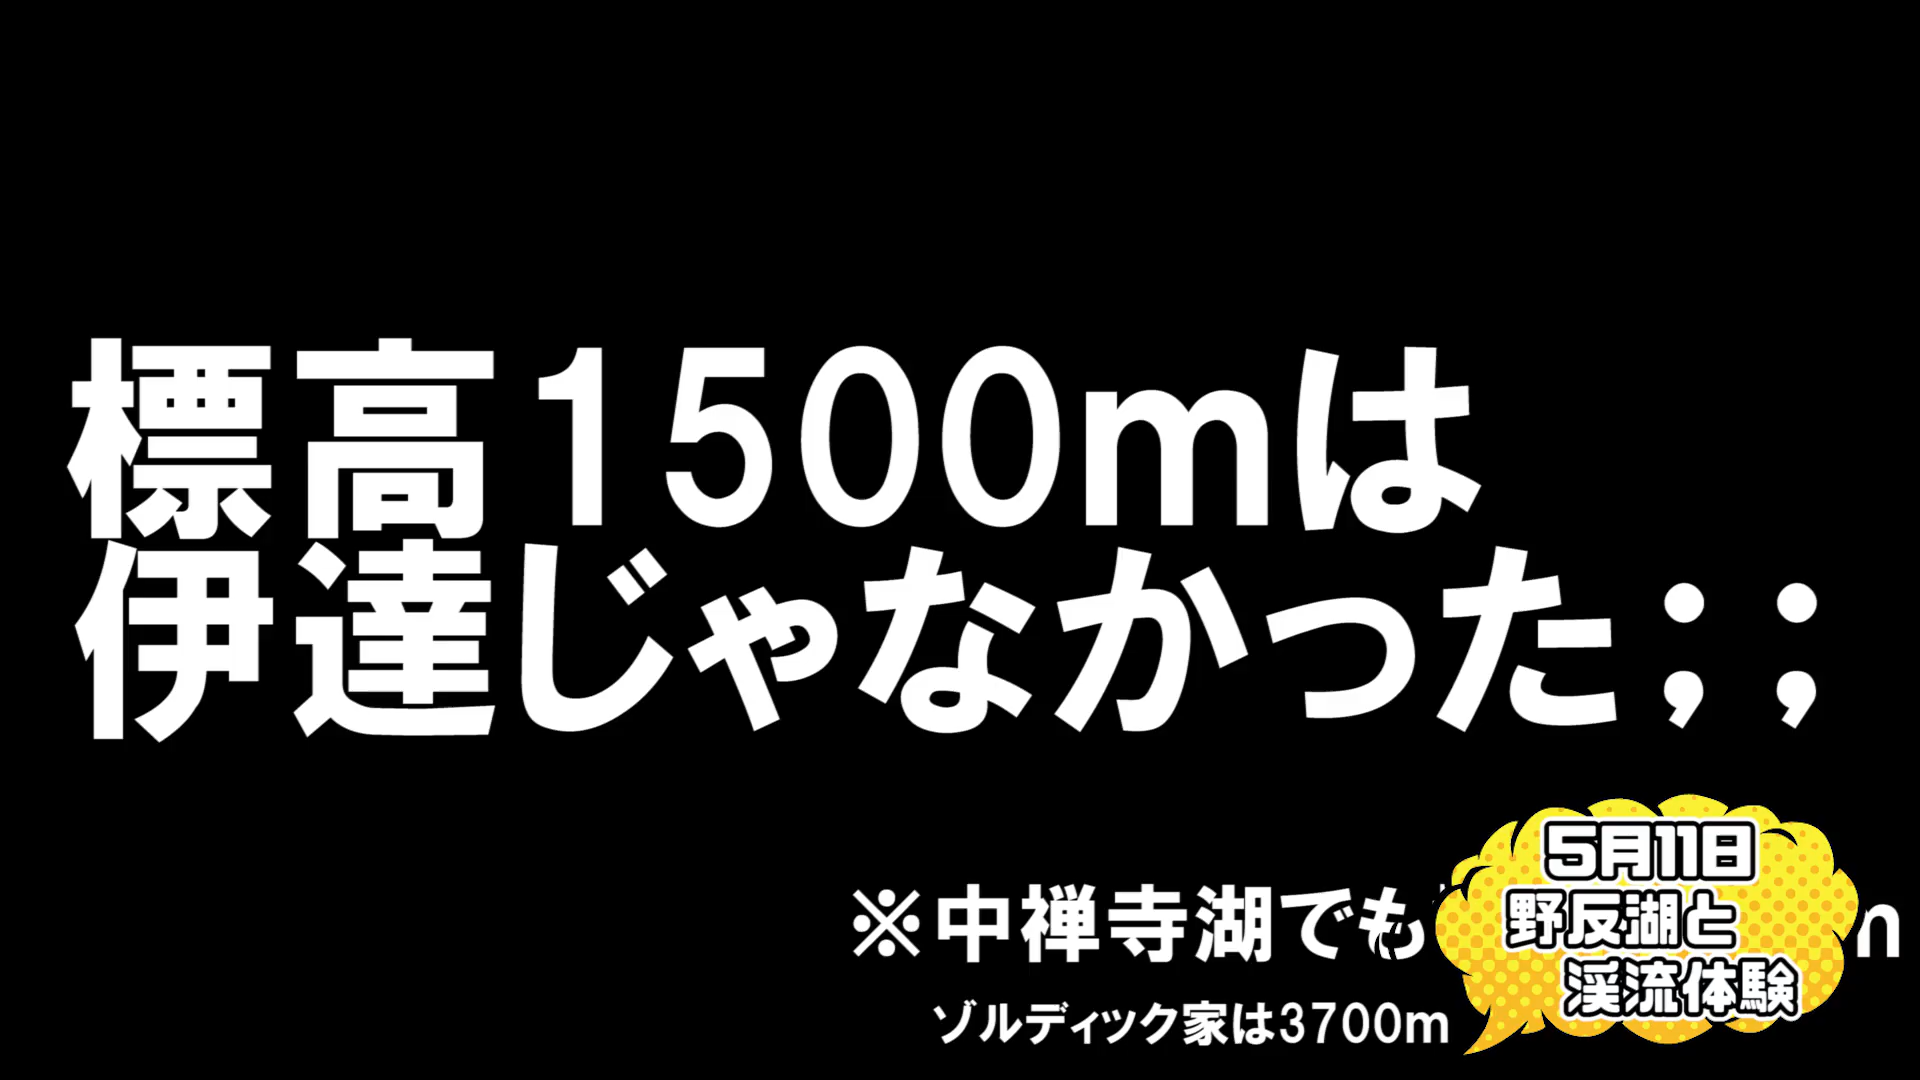 標高1500mは
伊達じゃなかった；；
※中禅寺湖でも
ゾルディック家は3700m
5月11日
野反湖と
渓流体験